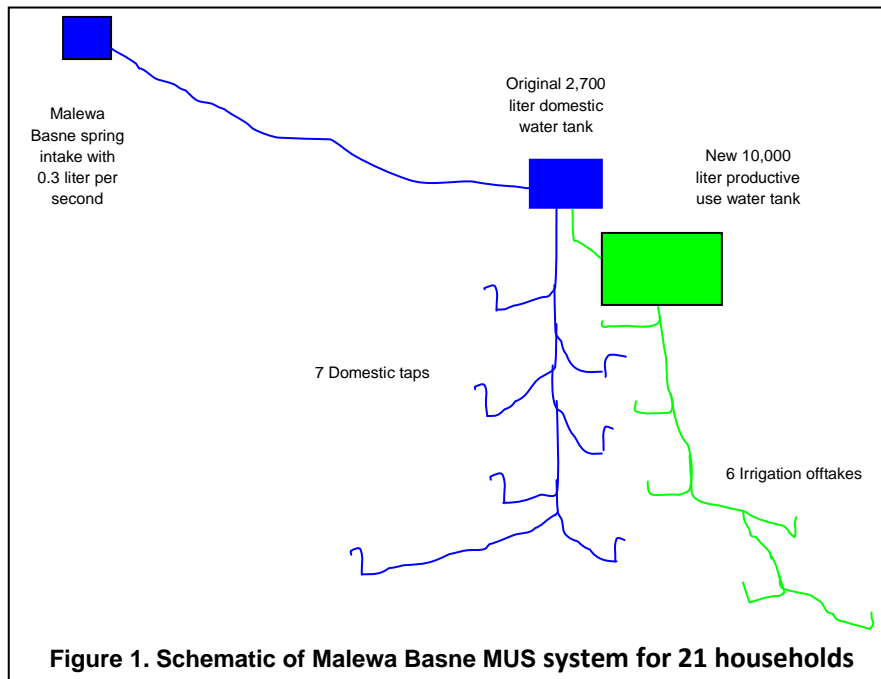 Malewa
Basne spring
intake with
0.3 liter per
second
Original 2,700
liter domestic
water tank
New 10,000
liter productive
use water tank
7 Domestic taps
6 Irrigation offtakes
Figure 1. Schematic of Malewa Basne MUS system for 21 households